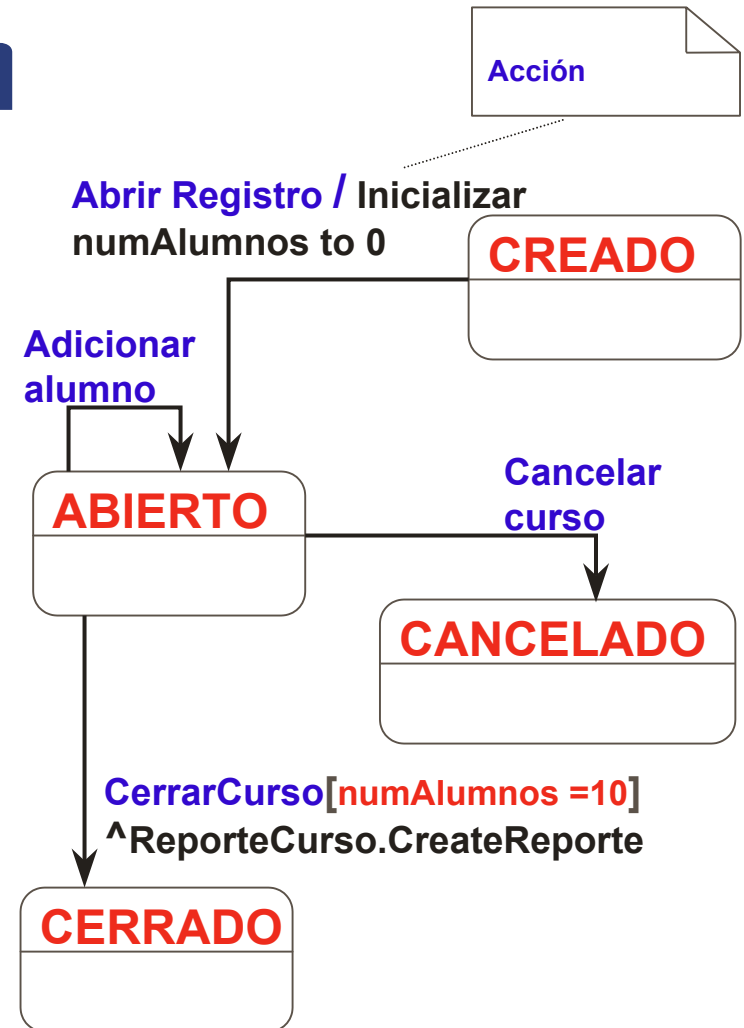 Acción
Abrir Registro / Inicializar
numAlumnos to 0
CREADO
Adicionar
alumno
ABIERTO
Cancelar
curso
CANCELADO
CerrarCurso[numAlumnos =10]
^ReporteCurso.CreateReporte
CERRADO